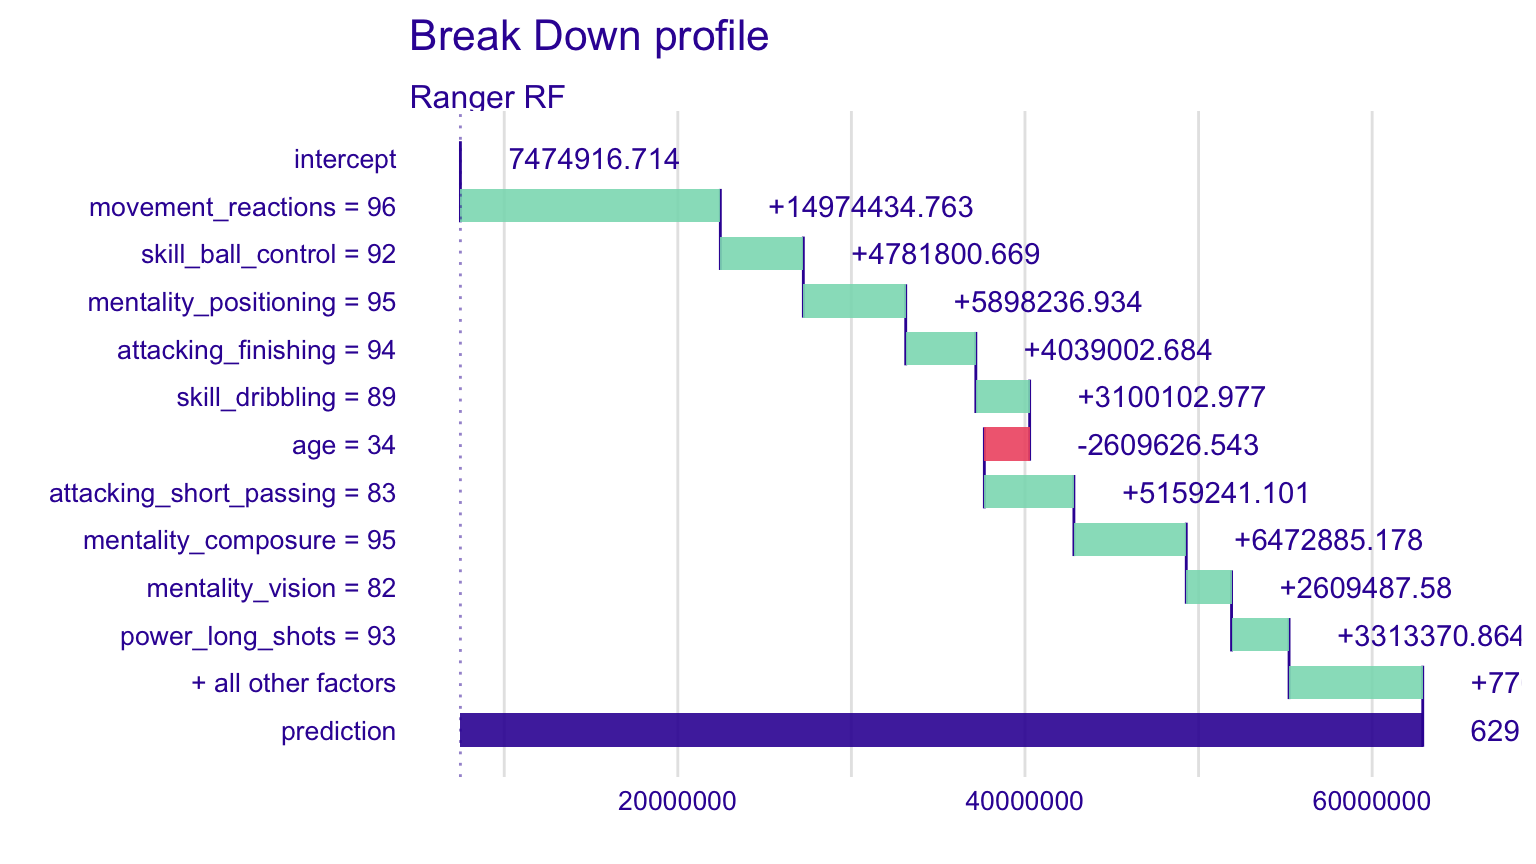 Break Down profile
Ranger RF
intercept 7474916.714
movement_reactions = 96 +14974434.763
skill_ball_control = 92 +4781800.669
mentality_positioning = 95 +5898236.934
attacking_finishing = 94 +4039002.684
skill_dribbling = 89 +3100102.977
age = 34 -2609626.543
attacking_short_passing = 83 +5159241.101
mentality_composure = 95 +6472885.178
mentality_vision = 82 +2609487.58
power_long_shots = 93 +3313370.864
+ all other factors +77
prediction 629
20000000 40000000 60000000